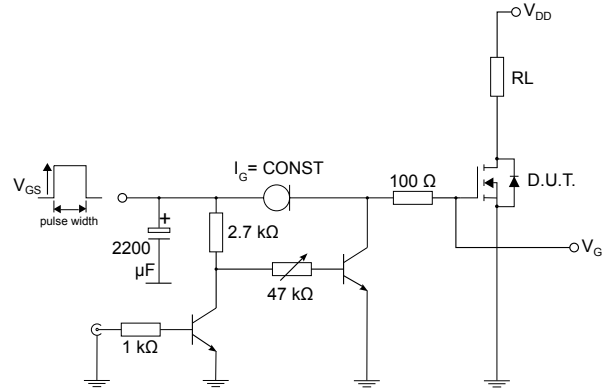 V_DD
RL
I_G= CONST
100 Ω
D.U.T.
V_GS
pulse width
+
2200
μF
2.7 kΩ
47 kΩ
V_G
1 kΩ